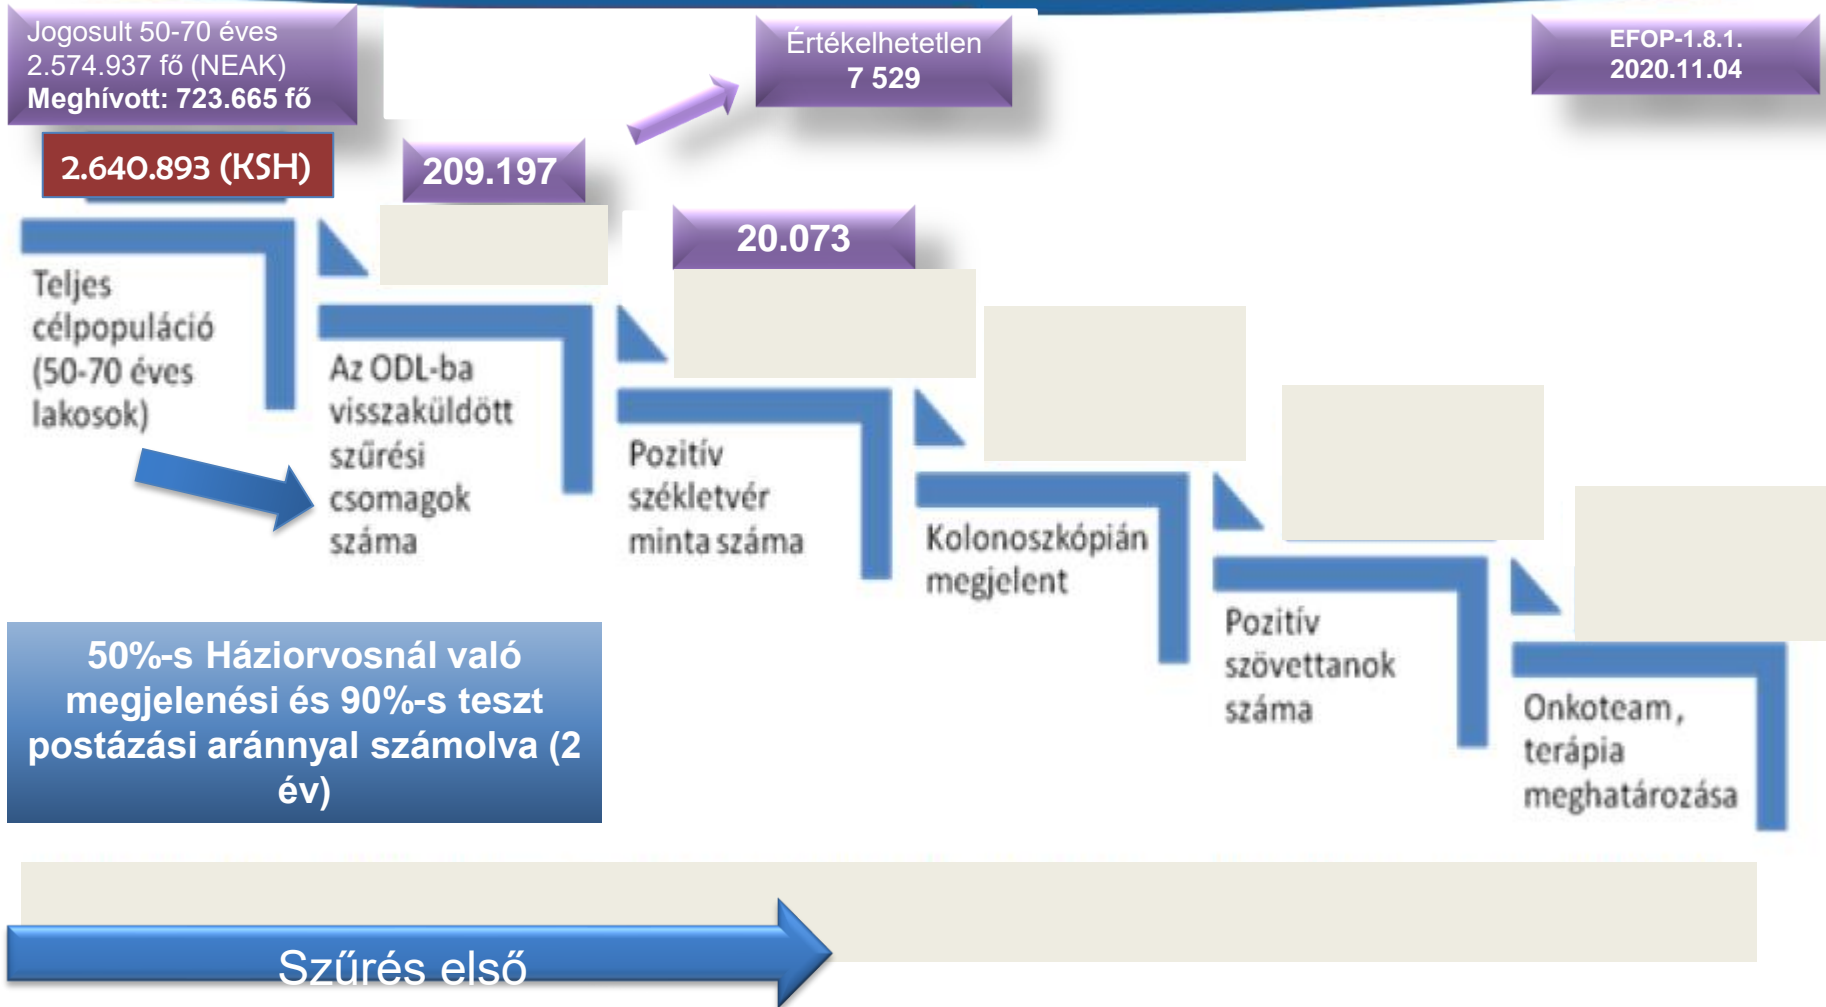 Jogosult 50-70 éves
2.574.937 fő (NEAK)
Meghívott: 723.665 fő
2.640.893 (KSH)
209.197
Értékelhetetlen
7 529
20.073
EFOP-1.8.1.
2020.11.04
Teljes
célpopuláció
(50-70 éves
lakosok)
Az ODL-ba
visszaküldött
szűrési
csomagok
száma
Pozitív
székletvér
minta száma
Kolonoszkópián
megjelent
Pozitív
szövettanok
száma
Onkoteam,
terápia
meghatározása
50%-s Háziorvosnál való
megjelenési és 90%-s teszt
postázási aránnyal számolva (2
év)
Szűrés első